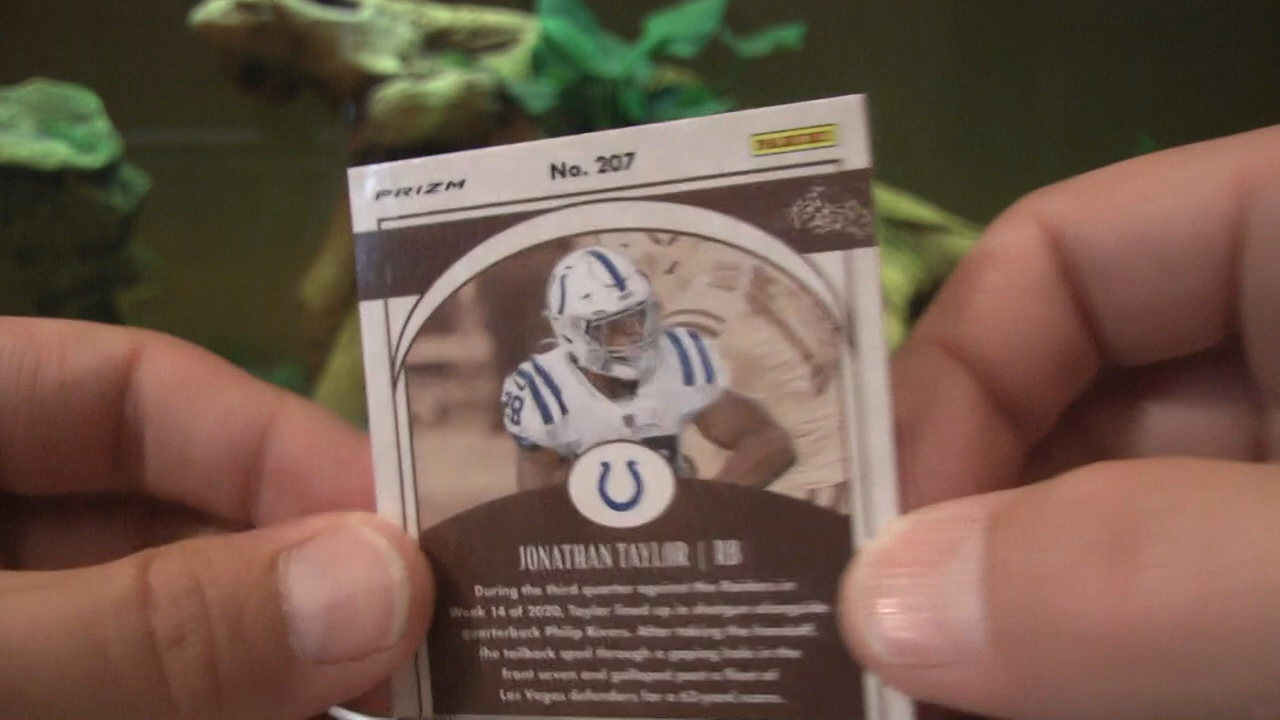 PRIZM
No. 207
PANINI
28
JONATHAN TAYLOR | RB
During the third quarter against the Raiders in
Week 14 of 2020, Taylor lined up in shotgun alongside
quarterback Philip Rivers. After taking the handoff,
the tailback sped through a gaping hole in the
front seven and galloped past a fleet of
Las Vegas defenders for a 62-yard score.